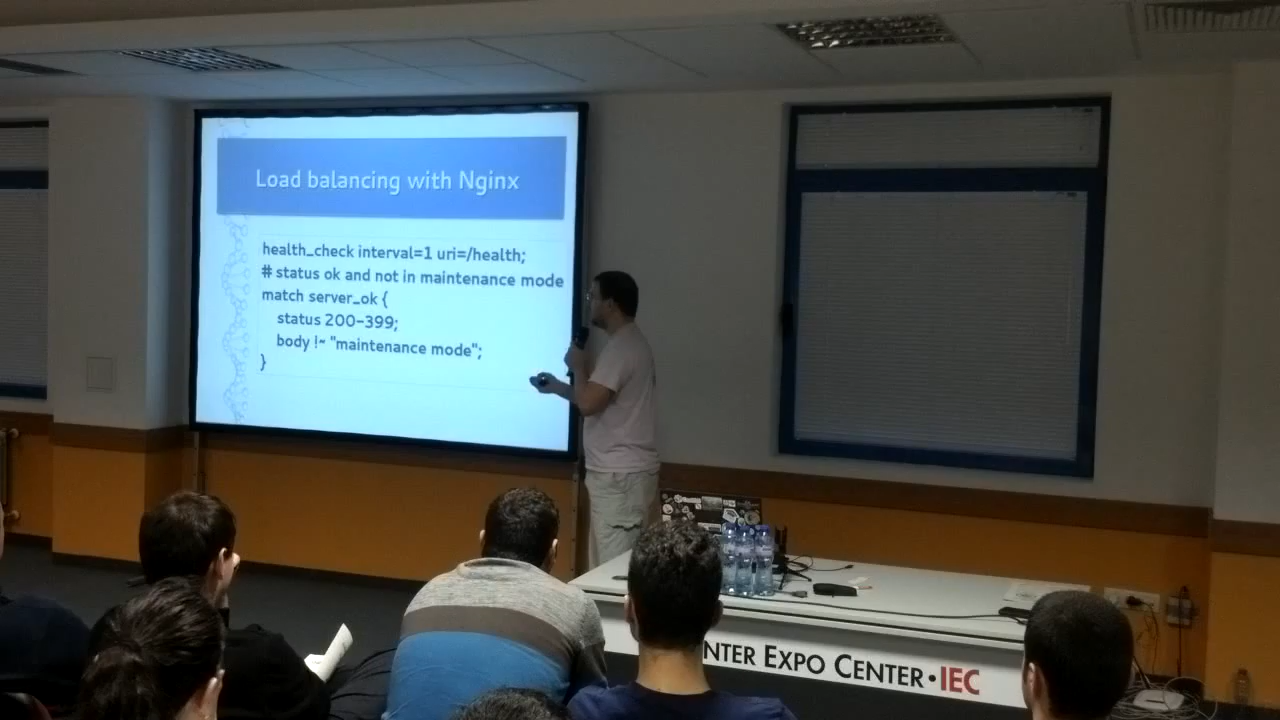 Load balancing with Nginx
health_check interval=1 uri=/health;
# status ok and not in maintenance mode
match server_ok {
status 200-399;
body !~ "maintenance mode";
}
NTER EXPO CENTER • IEC